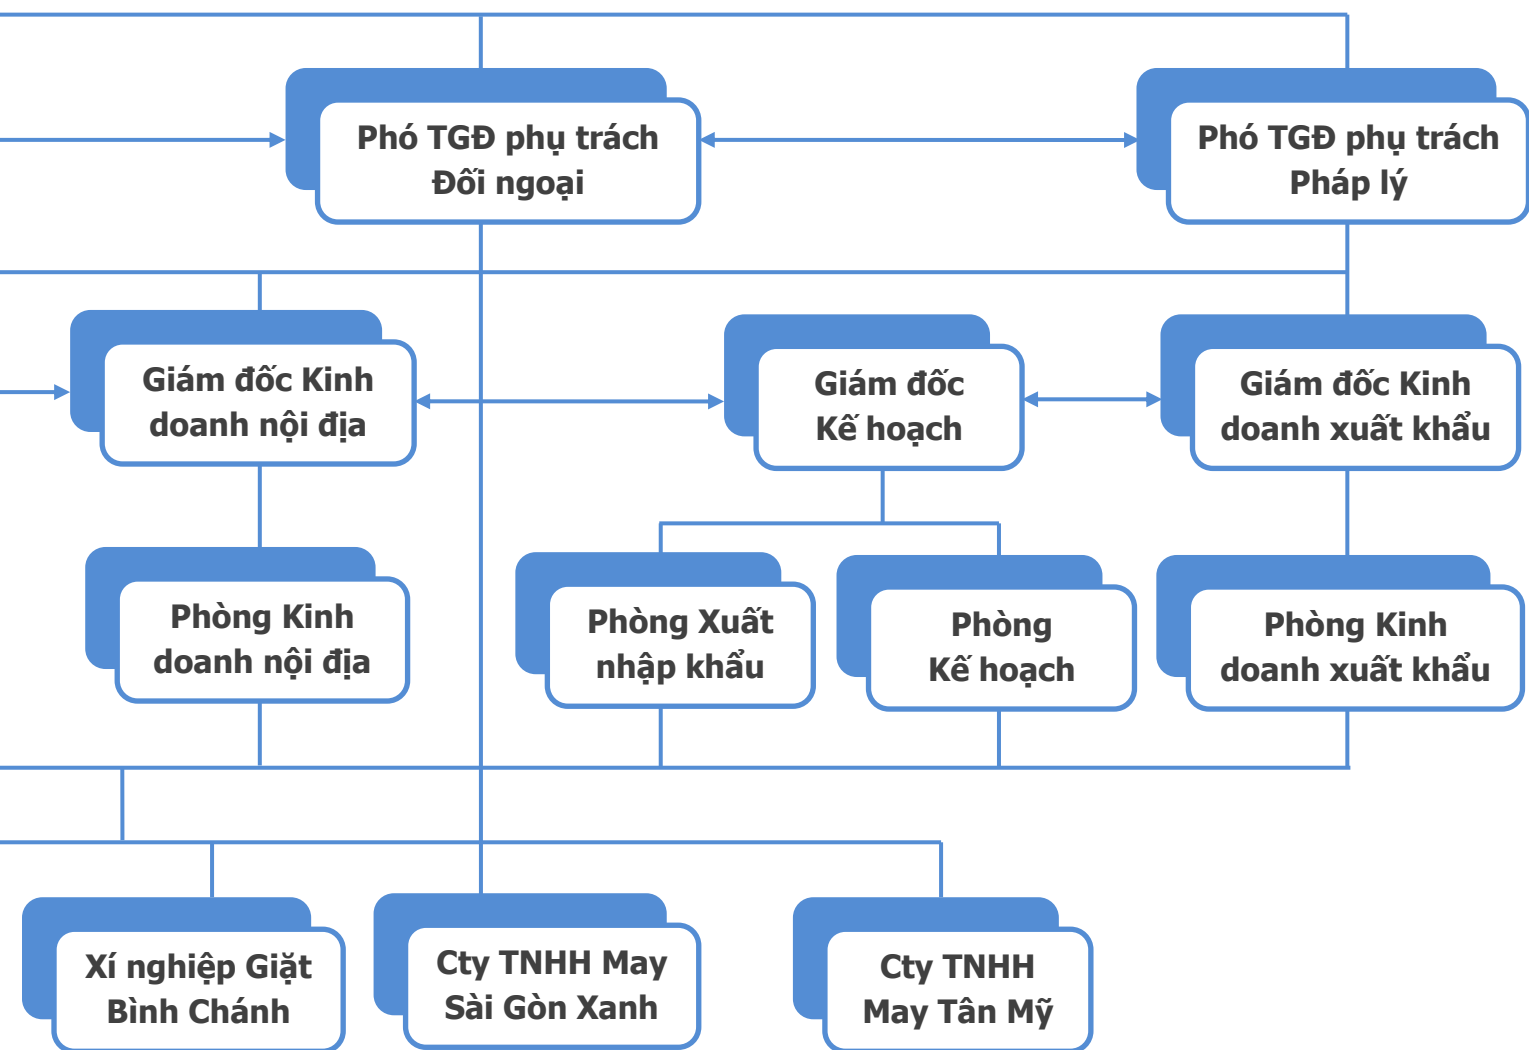 Phó TGĐ phụ trách
Đối ngoại
Phó TGĐ phụ trách
Pháp lý
Giám đốc Kinh
doanh nội địa
Giám đốc
Kế hoạch
Giám đốc Kinh
doanh xuất khẩu
Phòng Kinh
doanh nội địa
Phòng Xuất
nhập khẩu
Phòng
Kế hoạch
Phòng Kinh
doanh xuất khẩu
Xí nghiệp Giặt
Bình Chánh
Cty TNHH May
Sài Gòn Xanh
Cty TNHH
May Tân Mỹ